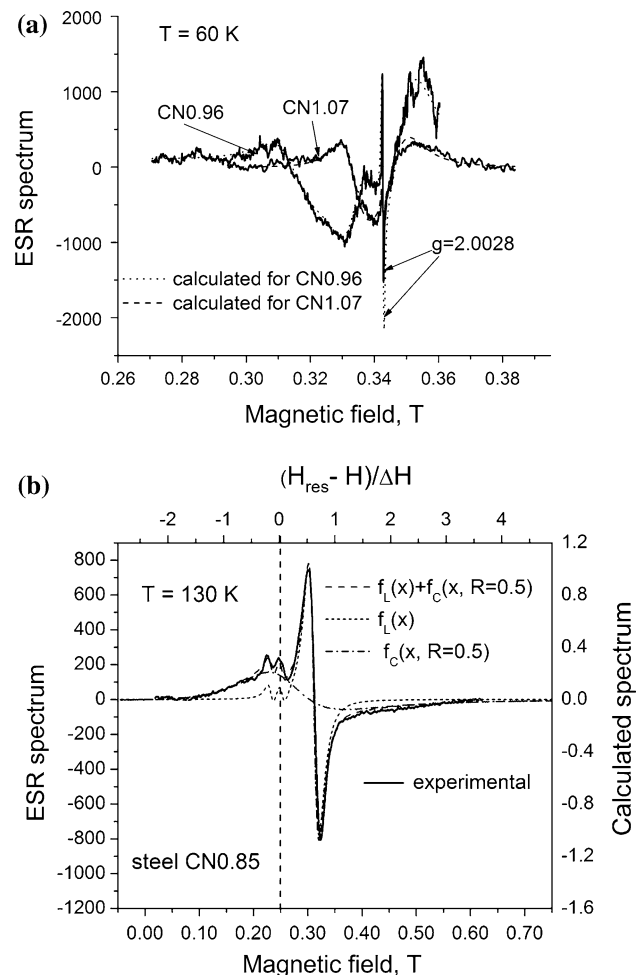 (a)
T = 60 K
2000
1000
0
-1000
-2000
ESR spectrum
CN0.96
CN1.07
g=2.0028
calculated for CN0.96
calculated for CN1.07
0.26 0.28 0.30 0.32 0.34 0.36 0.38
Magnetic field, T
(b)
(H_res- H)/ΔH
-2 -1 0 1 2 3 4
800
600
400
200
0
-200
-400
-600
-800
-1000
-1200
ESR spectrum
T = 130 K
f_L(x)+f_C(x, R=0.5)
f_L(x)
f_C(x, R=0.5)
experimental
steel CN0.85
1.2
0.8
0.4
0.0
-0.4
-0.8
-1.2
-1.6
Calculated spectrum
0.00 0.10 0.20 0.30 0.40 0.50 0.60 0.70
Magnetic field, T